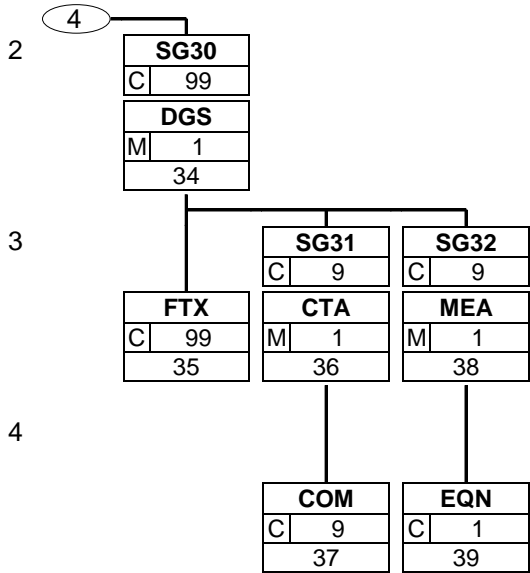 4
2
SG30
C 99
DGS
M 1
34
3
SG31
C 9
SG32
C 9
FTX
C 99
35
CTA
M 1
36
MEA
M 1
38
4
COM
C 9
37
EQN
C 1
39